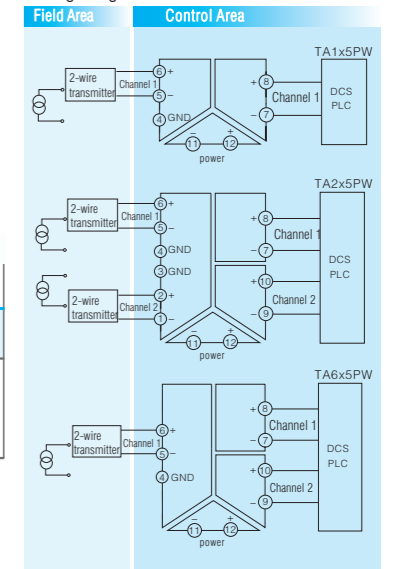 Field Area
Control Area
TA1x5PW
2-wire
transmitter
Channel 1
6 +
5 −
4 GND
+ 8
Channel 1
− 7
DCS
PLC
− +
11 12
power
TA2x5PW
2-wire
transmitter
Channel 1
6 +
5 −
4 GND
3 GND
2-wire
transmitter
Channel 2
2 +
1 −
+ 8
Channel 1
− 7
+ 10
Channel 2
− 9
DCS
PLC
− +
11 12
power
TA6x5PW
2-wire
transmitter
Channel 1
6 +
5 −
4 GND
+ 8
Channel 1
− 7
+ 10
Channel 2
− 9
DCS
PLC
− +
11 12
power